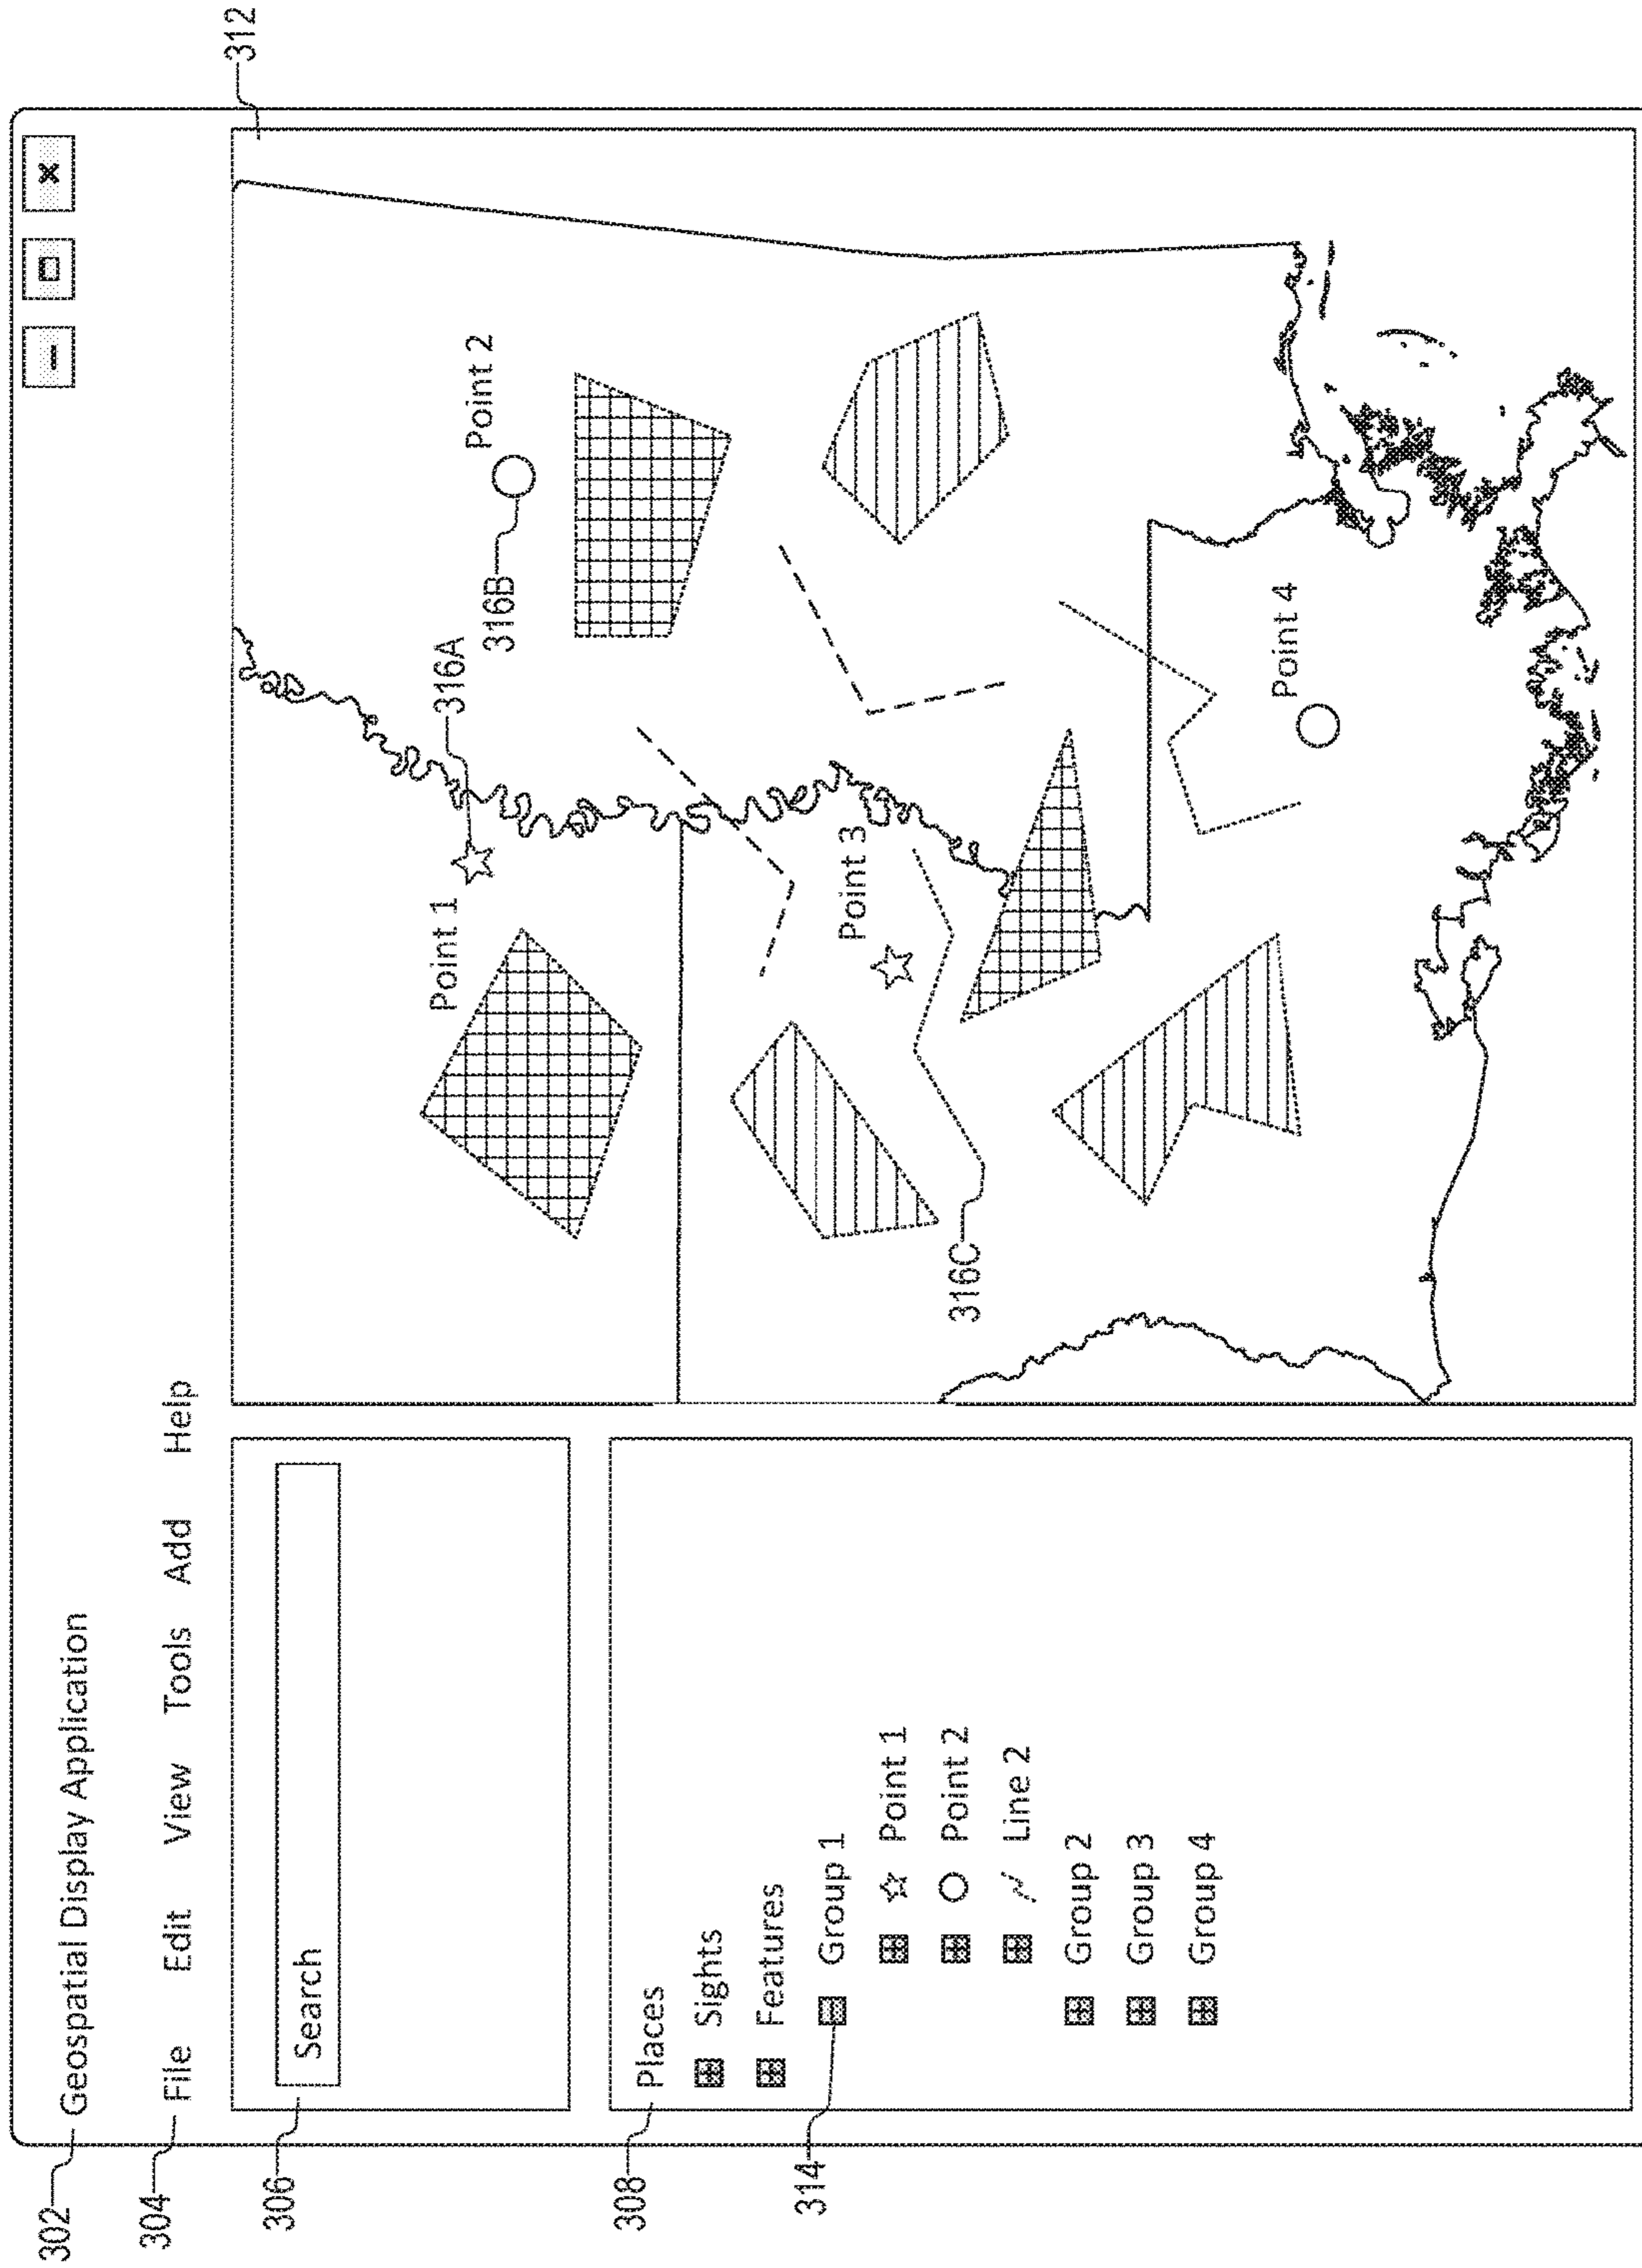 302 Geospatial Display Application
304 File Edit View Tools Add Help
306 Search
308 Places
Sights
Features
314 Group 1
Point 1
Point 2
Line 2
Group 2
Group 3
Group 4
312
Point 1
316A
316B
Point 2
Point 3
316C
Point 4